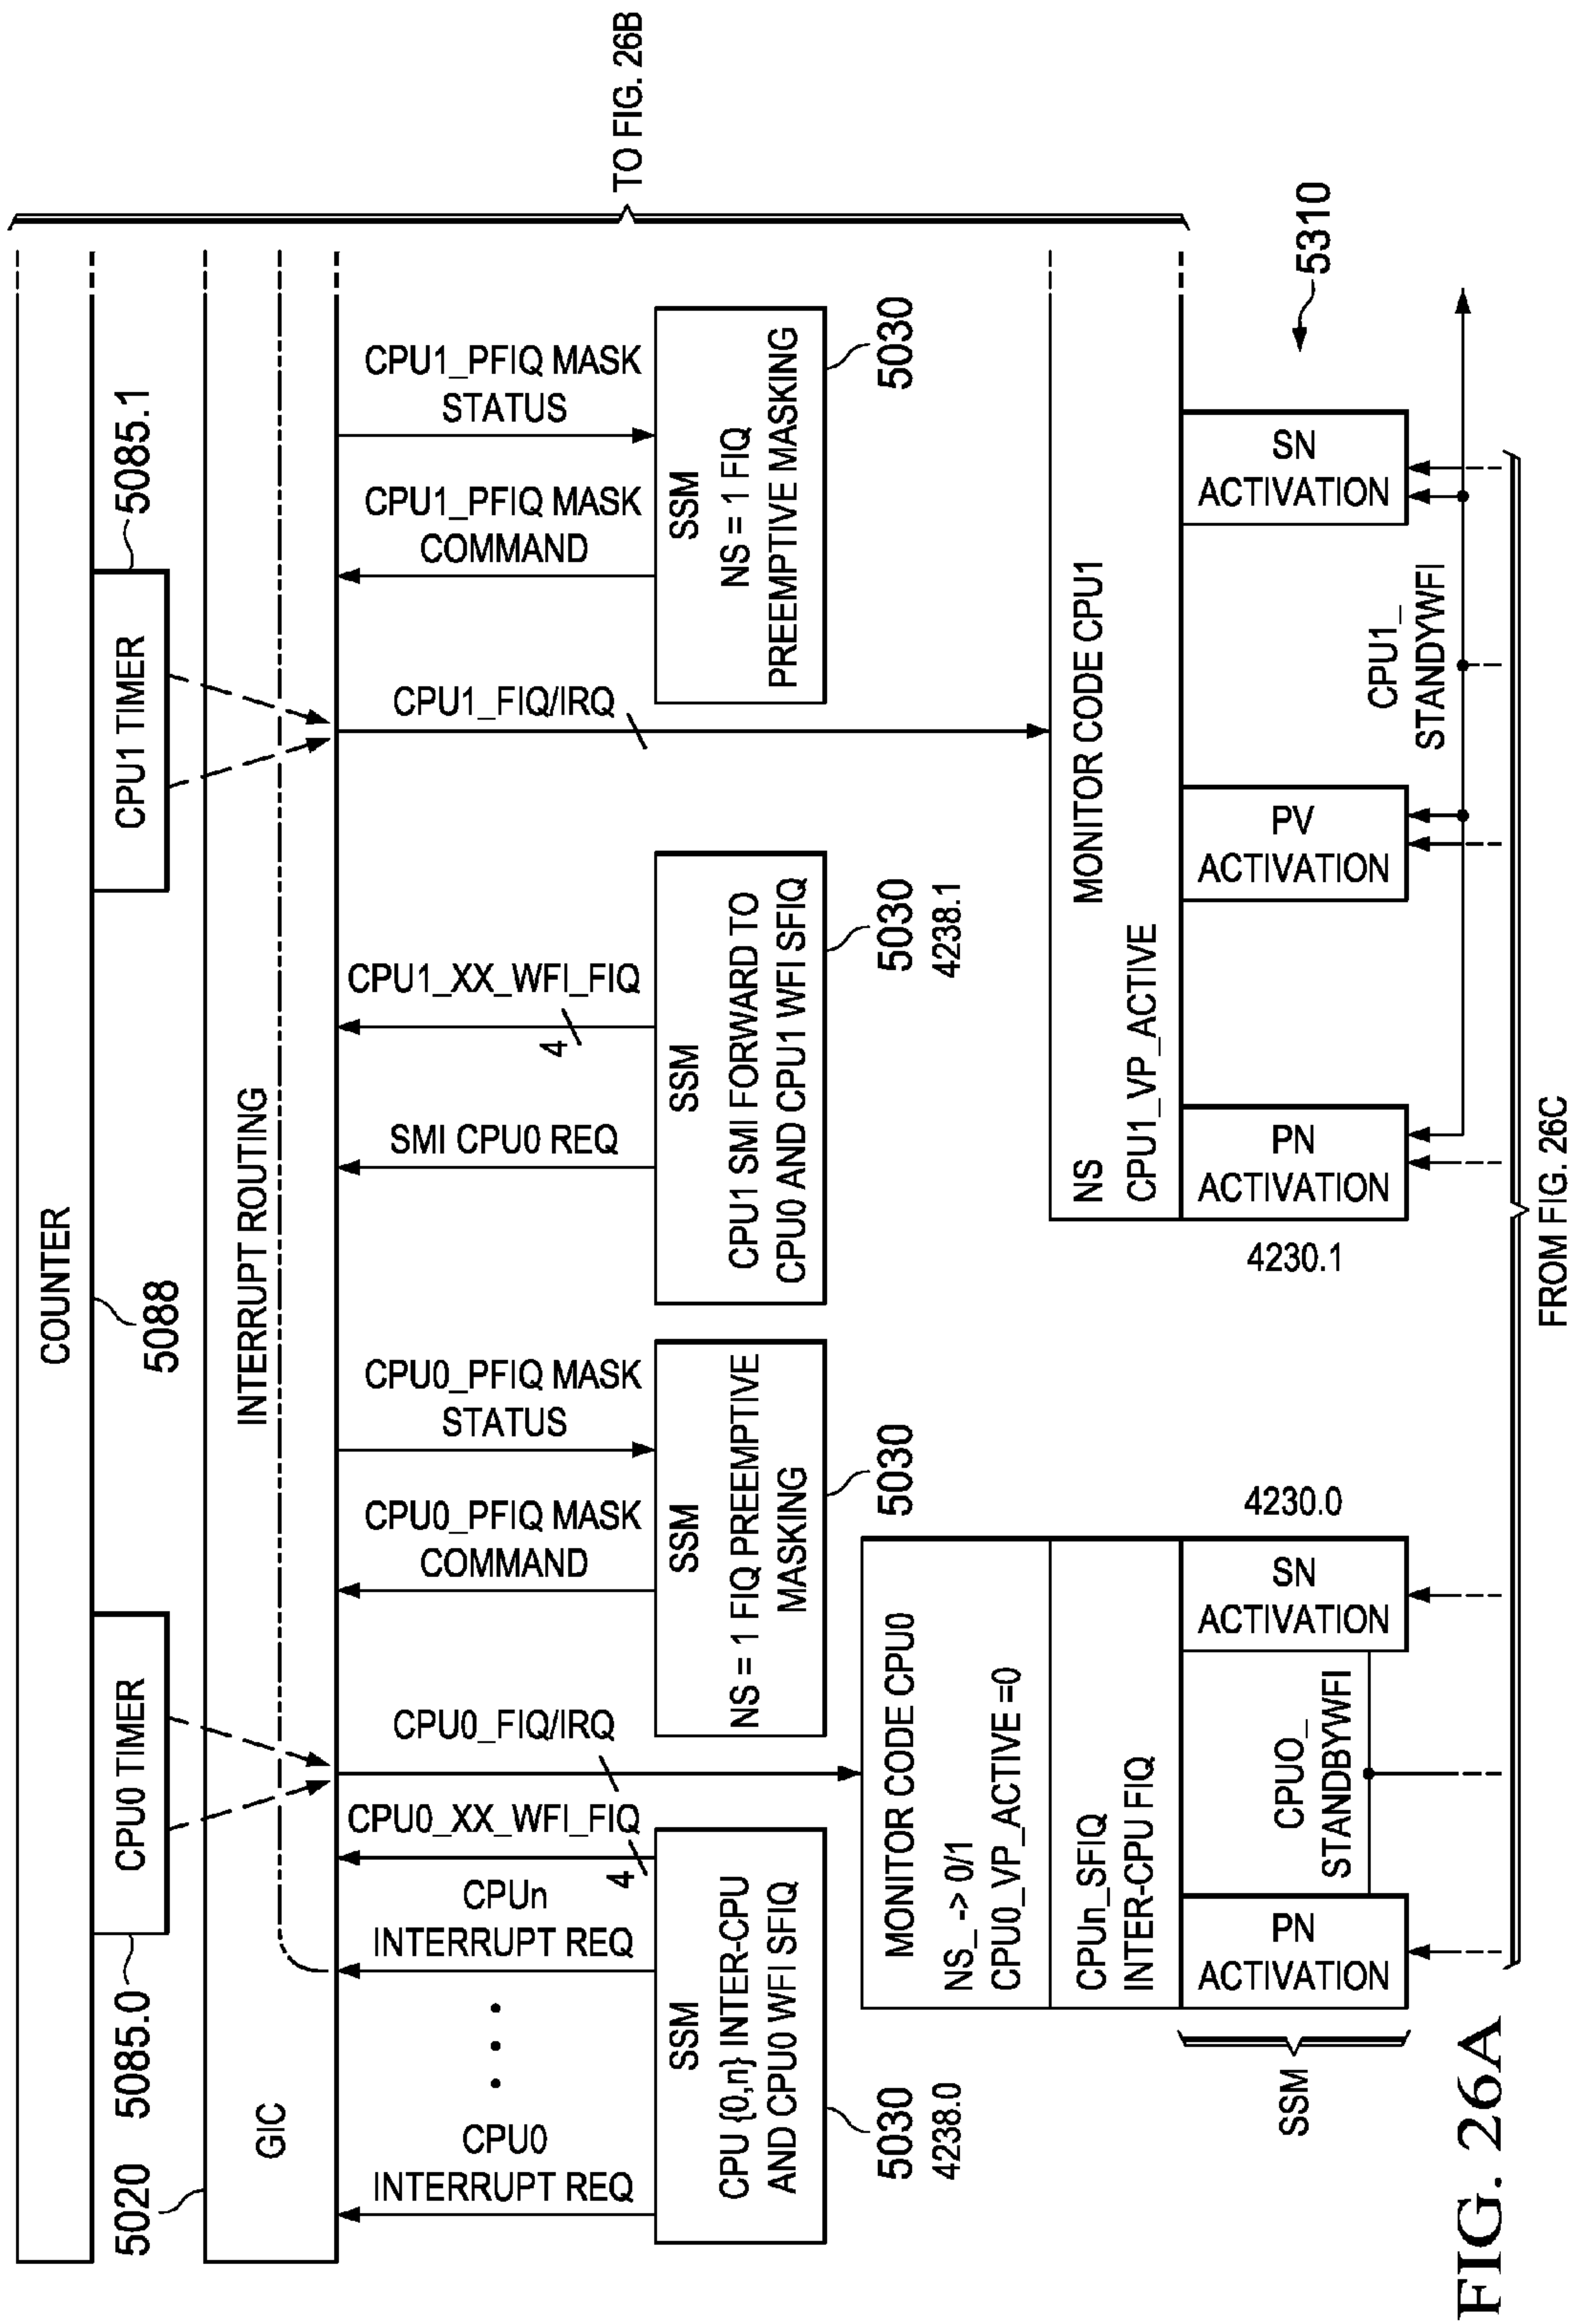 COUNTER
5088
CPU0 TIMER
5085.0
CPU1 TIMER
5085.1
5020
GIC
INTERRUPT ROUTING
TO FIG. 26B
CPU0
INTERRUPT REQ
CPUn
INTERRUPT REQ
CPU0_XX_WFI_FIQ
4
CPU0_FIQ/IRQ
CPU0_PFIQ MASK
COMMAND
CPU0_PFIQ MASK
STATUS
SMI CPU0 REQ
CPU1_XX_WFI_FIQ
4
CPU1_FIQ/IRQ
CPU1_PFIQ MASK
COMMAND
CPU1_PFIQ MASK
STATUS
SSM
CPU {0,n} INTER-CPU
AND CPU0 WFI SFIQ
5030
4238.0
SSM
NS = 1 FIQ PREEMPTIVE
MASKING
5030
SSM
CPU1 SMI FORWARD TO
CPU0 AND CPU1 WFI SFIQ
5030
4238.1
SSM
NS = 1 FIQ
PREEMPTIVE MASKING
5030
MONITOR CODE CPU0
NS_ -> 0/1
CPU0_VP_ACTIVE =0
CPUn_SFIQ
INTER-CPU FIQ
PN
ACTIVATION
CPUO_
STANDBYWFI
SN
ACTIVATION
4230.0
SSM
MONITOR CODE CPU1
NS
CPU1_VP_ACTIVE
4230.1
PN
ACTIVATION
PV
ACTIVATION
SN
ACTIVATION
CPU1_
STANDYWFI
5310
FROM FIG. 26C
FIG. 26A